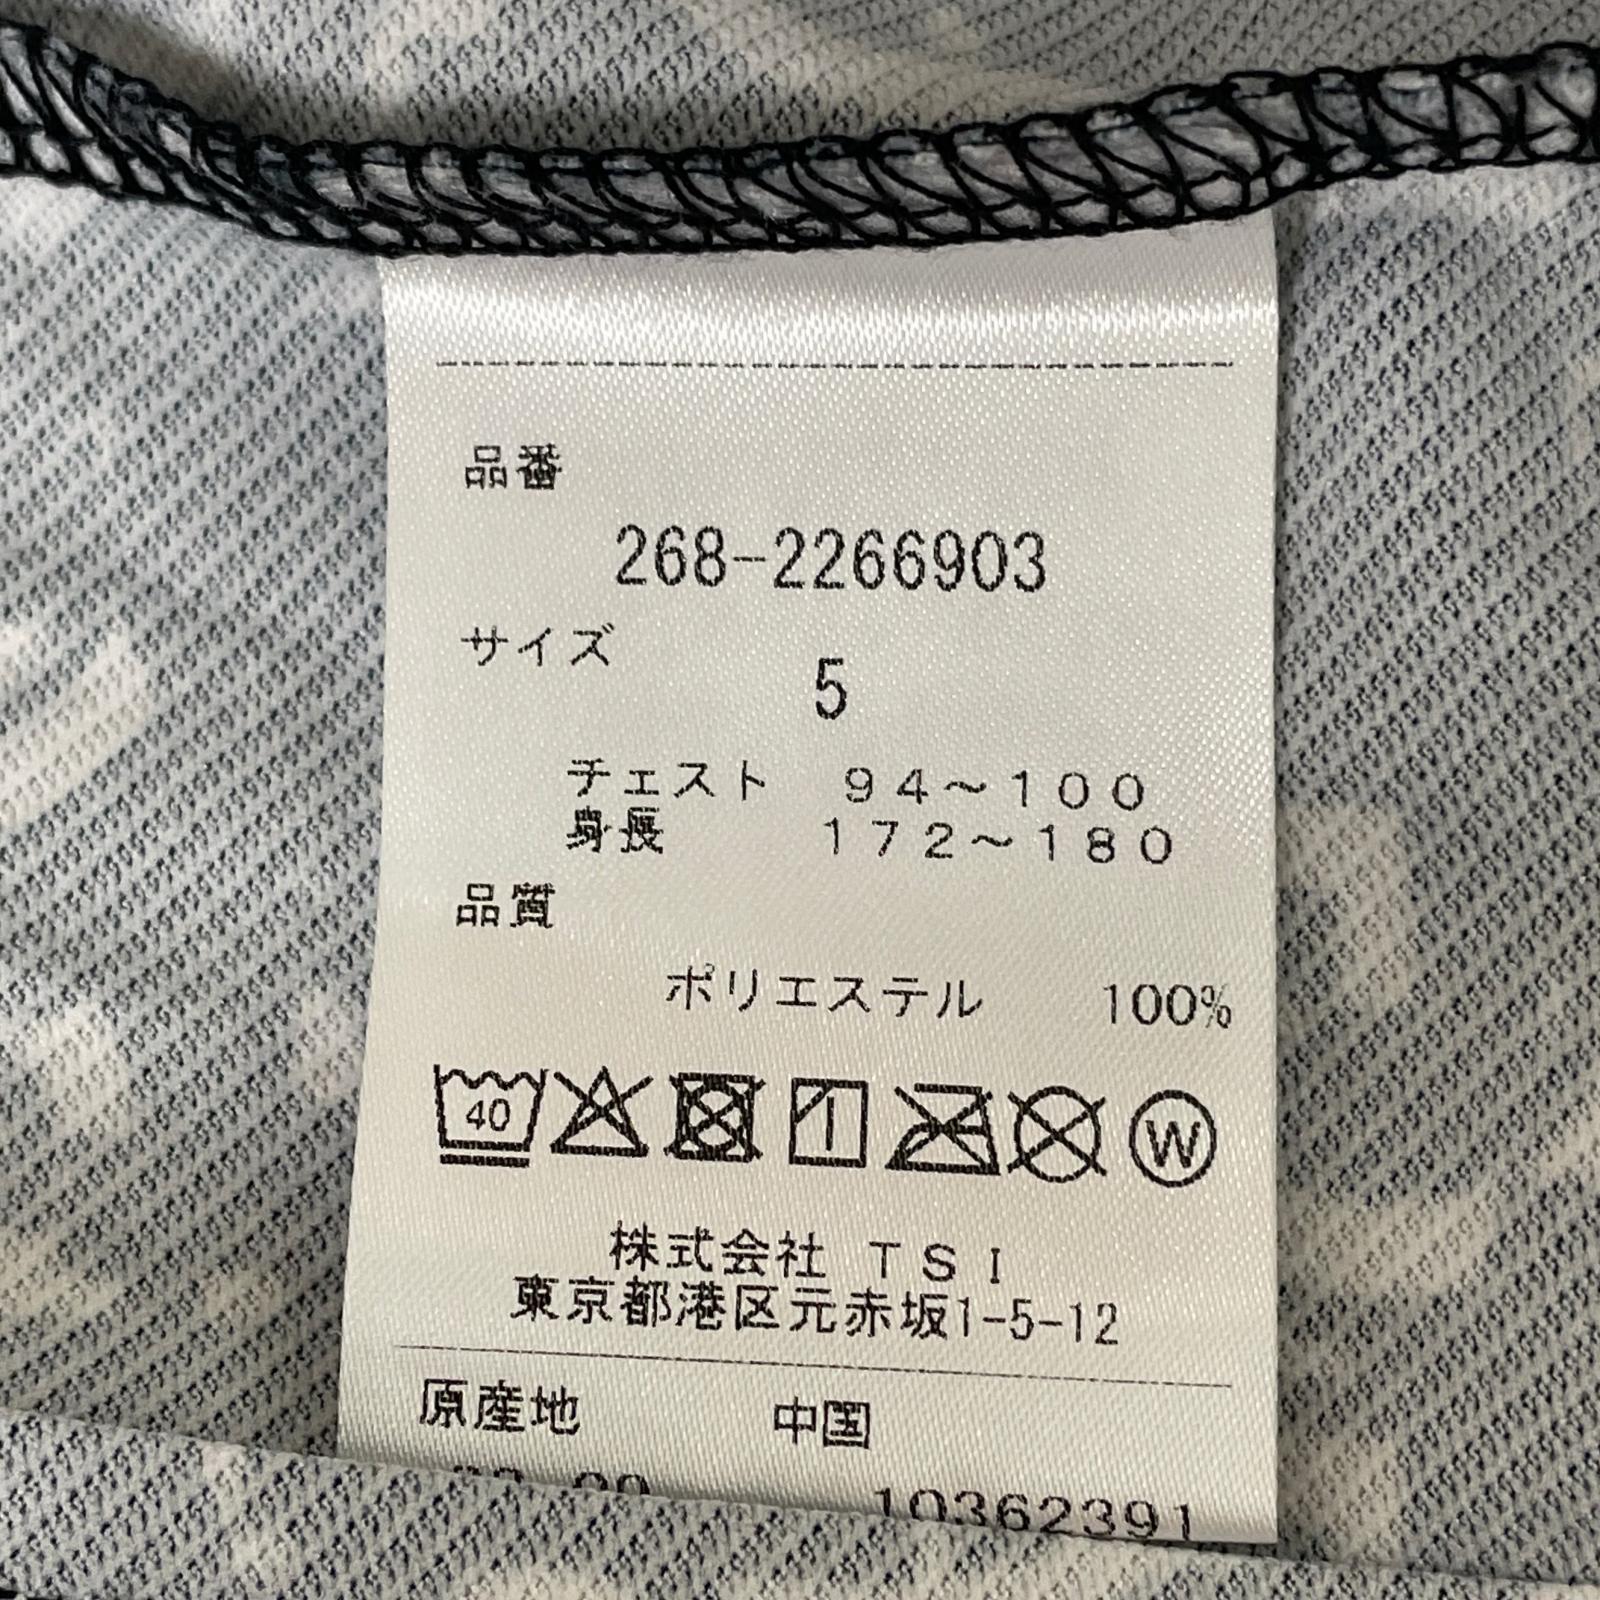 品番
268-2266903
サイズ
5
チェスト 94～100
身長 172～180
品質
ポリエステル 100%
40
W
株式会社 TSI
東京都港区元赤坂1-5-12
原産地 中国
10362391